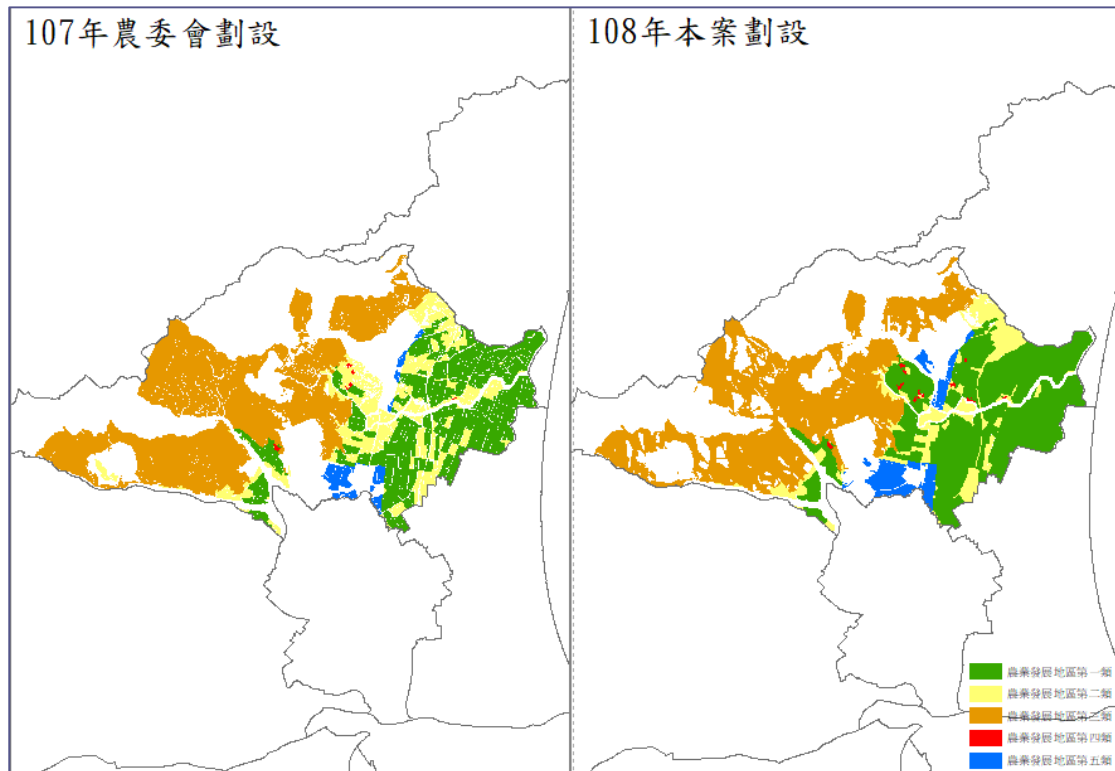 107年農委會劃設
108年本案劃設
農業發展地區第一類
農業發展地區第二類
農業發展地區第三類
農業發展地區第四類
農業發展地區第五類